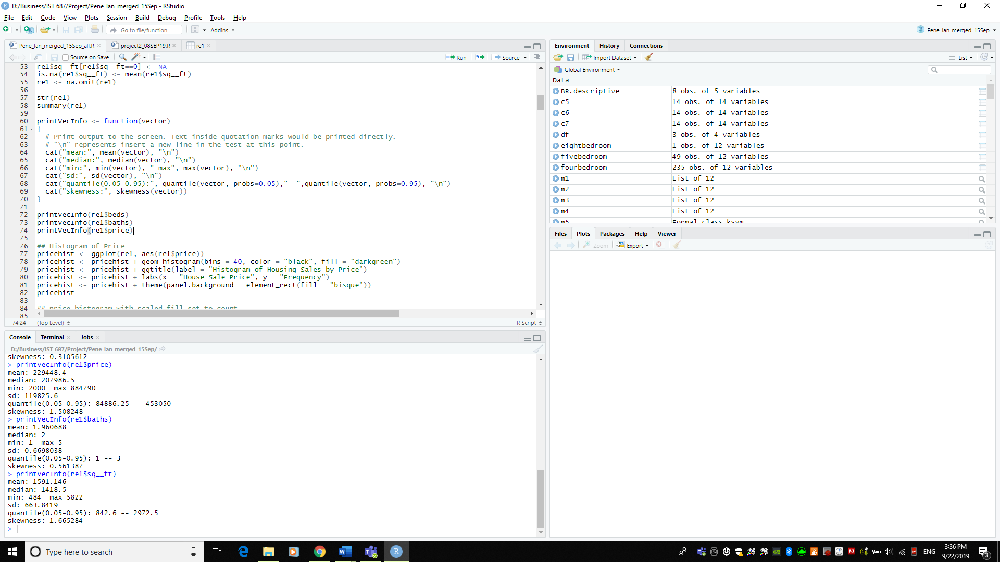 D:/Business/IST 687/Project/Pene_Ian_merged_15Sep - RStudio
File Edit Code View Plots Session Build Debug Profile Tools Help
Go to file/function Addins Pene_Ian_merged_15Sep
Pene_Ian_merged_15Sep_all.R project2_08SEP19.R re1
Source on Save Run Source
53 re1$sq__ft[re1$sq__ft==0] <- NA
54 is.na(re1$sq__ft) <- mean(re1$sq__ft)
55 re1 <- na.omit(re1)
56
57 str(re1)
58 summary(re1)
59
60 printVecInfo <- function(vector)
61 {
62 # Print output to the screen. Text inside quotation marks would be printed directly.
63 # "\n" represents insert a new line in the test at this point.
64 cat("mean:", mean(vector), "\n")
65 cat("median:", median(vector), "\n")
66 cat("min:", min(vector), " max", max(vector), "\n")
67 cat("sd:", sd(vector), "\n")
68 cat("quantile(0.05-0.95):", quantile(vector, probs=0.05),"--",quantile(vector, probs=0.95), "\n")
69 cat("skewness:", skewness(vector))
70 }
71
72 printVecInfo(re1$beds)
73 printVecInfo(re1$baths)
74 printVecInfo(re1$price)
75
76 ## Histogram of Price
77 pricehist <- ggplot(re1, aes(re1$price))
78 pricehist <- pricehist + geom_histogram(bins = 40, color = "black", fill = "darkgreen")
79 pricehist <- pricehist + ggtitle(label = "Histogram of Housing Sales by Price")
80 pricehist <- pricehist + labs(x = "House Sale Price", y = "Frequency")
81 pricehist <- pricehist + theme(panel.background = element_rect(fill = "bisque"))
82 pricehist
83
84 ## price histogram with scaled fill set to count
85
74:24 (Top Level) R Script
Console Terminal Jobs
D:/Business/IST 687/Project/Pene_Ian_merged_15Sep/
skewness: 0.3105612
> printVecInfo(re1$price)
mean: 229448.4
median: 207986.5
min: 2000  max 884790
sd: 119825.6
quantile(0.05-0.95): 84886.25 -- 453050
skewness: 1.508248
> printVecInfo(re1$baths)
mean: 1.960688
median: 2
min: 1  max 5
sd: 0.6698038
quantile(0.05-0.95): 1 -- 3
skewness: 0.561387
> printVecInfo(re1$sq__ft)
mean: 1591.146
median: 1418.5
min: 484  max 5822
sd: 663.8419
quantile(0.05-0.95): 842.6 -- 2972.5
skewness: 1.665284
>
Environment History Connections
Import Dataset List
Global Environment
Data
BR.descriptive 8 obs. of 5 variables
c5 14 obs. of 14 variables
c6 14 obs. of 14 variables
c7 14 obs. of 14 variables
df 3 obs. of 4 variables
eightbedroom 1 obs. of 12 variables
fivebedroom 49 obs. of 12 variables
fourbedroom 235 obs. of 12 variables
m1 List of 12
m2 List of 12
m3 List of 12
m4 List of 12
m5 Formal class ksvm
Files Plots Packages Help Viewer
Zoom Export
Type here to search
ENG
3:36 PM
9/22/2019
3